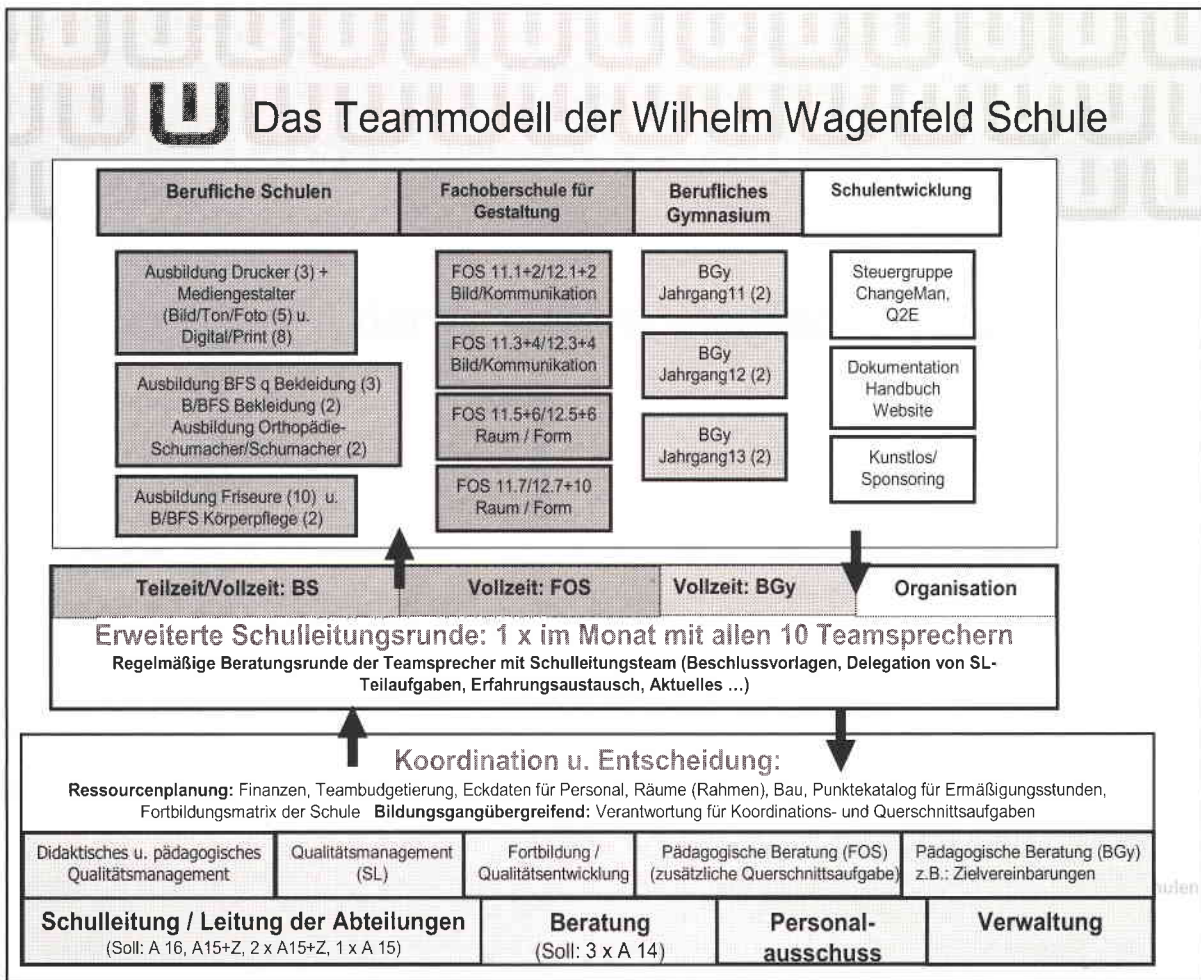 Das Teammodell der Wilhelm Wagenfeld Schule
Berufliche Schulen
Fachoberschule für
Gestaltung
Berufliches
Gymnasium
Schulentwicklung
Ausbildung Drucker (3) +
Mediengestalter
(Bild/Ton/Foto (5) u.
Digital/Print (8)
Ausbildung BFS q Bekleidung (3)
B/BFS Bekleidung (2)
Ausbildung Orthopädie-
Schumacher/Schumacher (2)
Ausbildung Friseure (10) u.
B/BFS Körperpflege (2)
FOS 11.1+2/12.1+2
Bild/Kommunikation
FOS 11.3+4/12.3+4
Bild/Kommunikation
FOS 11.5+6/12.5+6
Raum / Form
FOS 11.7/12.7+10
Raum / Form
BGy
Jahrgang11 (2)
BGy
Jahrgang12 (2)
BGy
Jahrgang13 (2)
Steuergruppe
ChangeMan,
Q2E
Dokumentation
Handbuch
Website
Kunstlos/
Sponsoring
Teilzeit/Vollzeit: BS
Vollzeit: FOS
Vollzeit: BGy
Organisation
Erweiterte Schulleitungsrunde: 1 x im Monat mit allen 10 Teamsprechern
Regelmäßige Beratungsrunde der Teamsprecher mit Schulleitungsteam (Beschlussvorlagen, Delegation von SL-
Teilaufgaben, Erfahrungsaustausch, Aktuelles ...)
Koordination u. Entscheidung:
Ressourcenplanung: Finanzen, Teambudgetierung, Eckdaten für Personal, Räume (Rahmen), Bau, Punktekatalog für Ermäßigungsstunden,
Fortbildungsmatrix der Schule Bildungsgangübergreifend: Verantwortung für Koordinations- und Querschnittsaufgaben
Didaktisches u. pädagogisches
Qualitätsmanagement
Qualitätsmanagement
(SL)
Fortbildung /
Qualitätsentwicklung
Pädagogische Beratung (FOS)
(zusätzliche Querschnittsaufgabe)
Pädagogische Beratung (BGy)
z.B.: Zielvereinbarungen
Schulleitung / Leitung der Abteilungen
(Soll: A 16, A15+Z, 2 x A15+Z, 1 x A 15)
Beratung
(Soll: 3 x A 14)
Personal-
ausschuss
Verwaltung